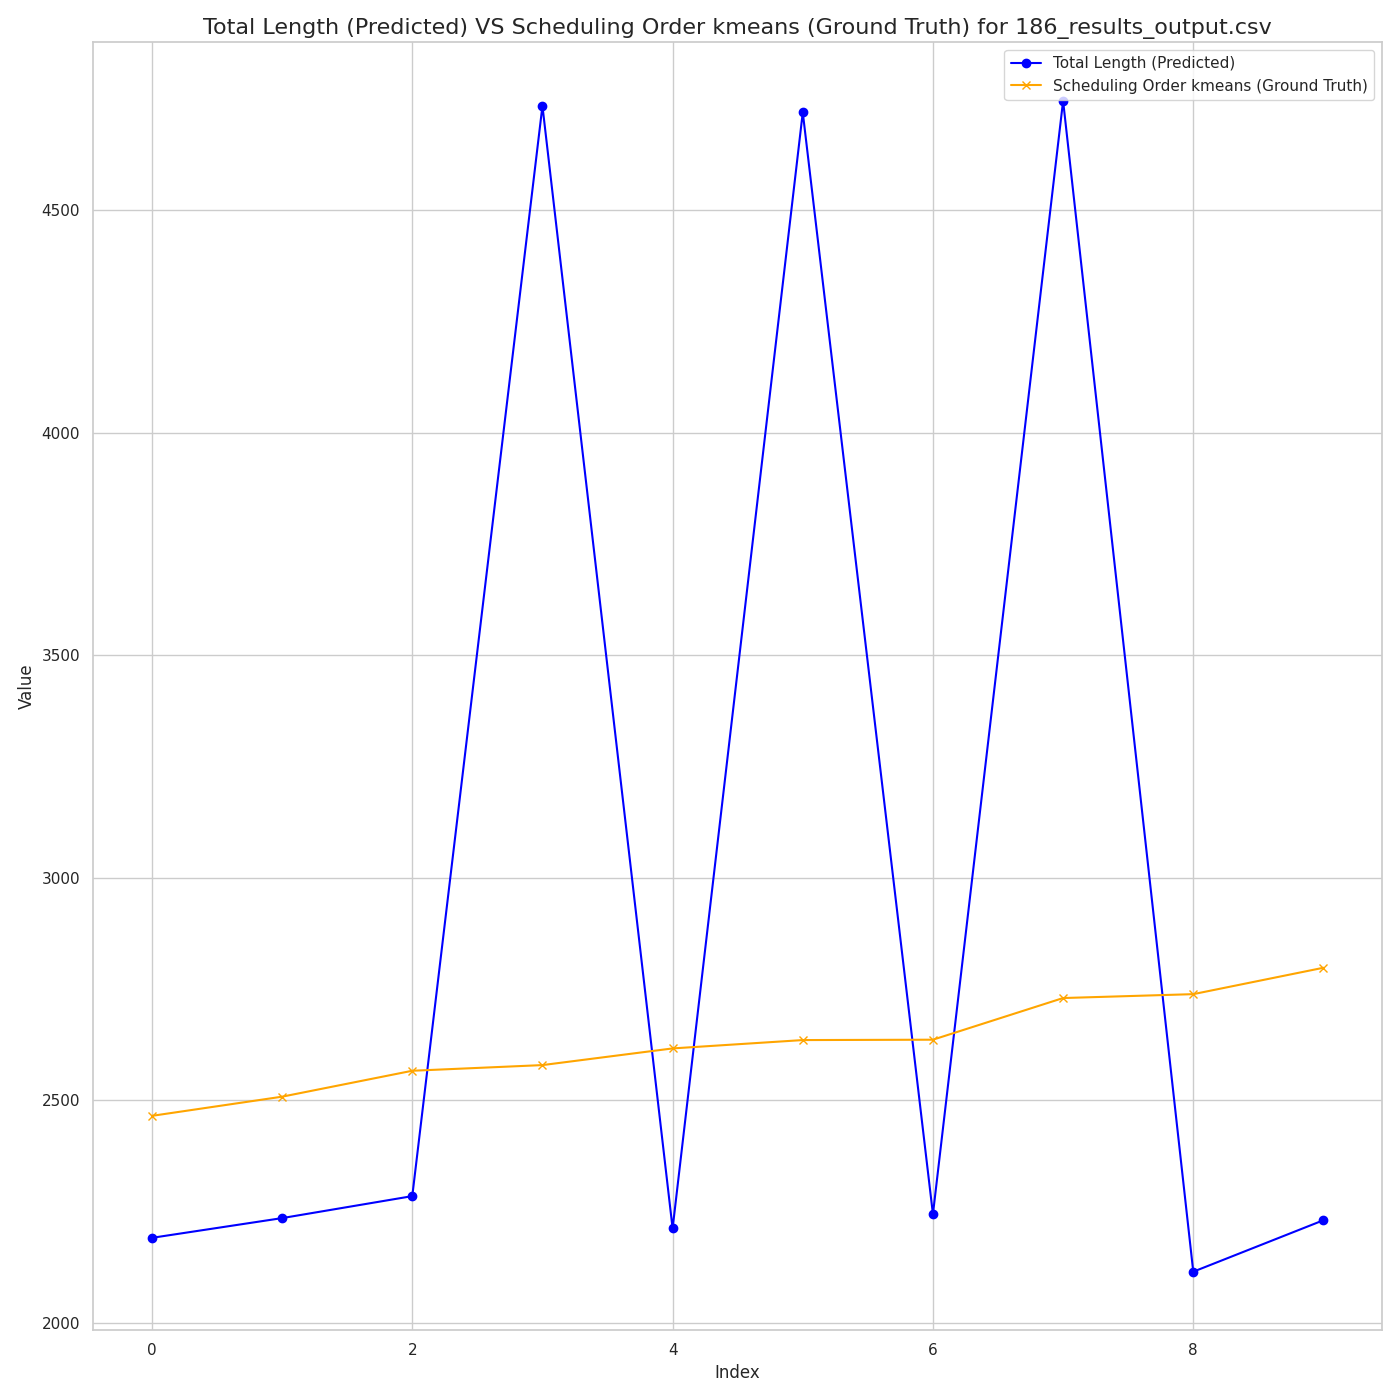 Total Length (Predicted) VS Scheduling Order kmeans (Ground Truth) for 186_results_output.csv
Total Length (Predicted)
Scheduling Order kmeans (Ground Truth)
4500
4000
3500
3000
2500
2000
Value
0
2
4
6
8
Index